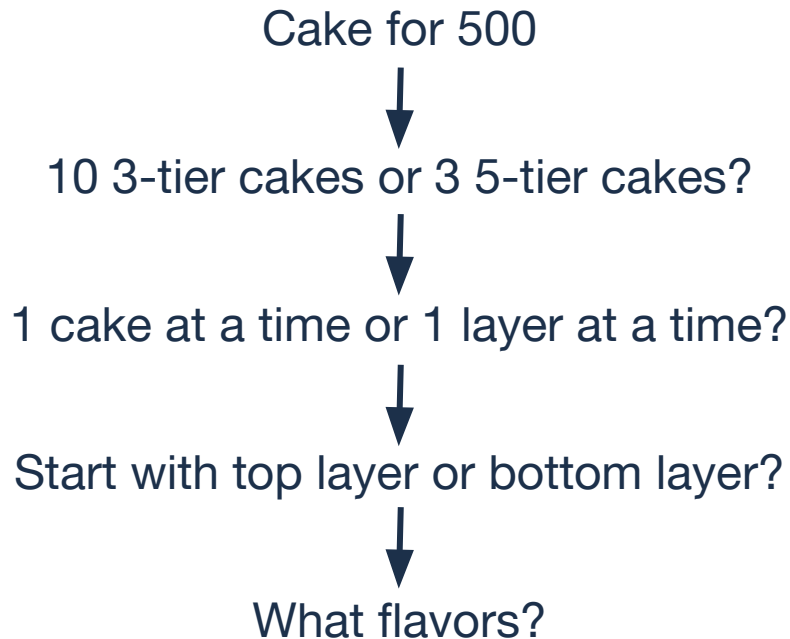 Cake for 500
10 3-tier cakes or 3 5-tier cakes?
1 cake at a time or 1 layer at a time?
Start with top layer or bottom layer?
What flavors?